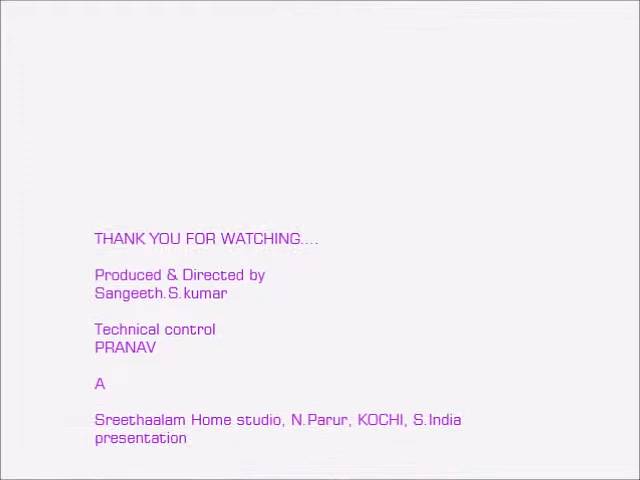 THANK YOU FOR WATCHING....
Produced & Directed by
Sangeeth.S.kumar
Technical control
PRANAV
A
Sreethaalam Home studio, N.Parur, KOCHI, S.India
presentation